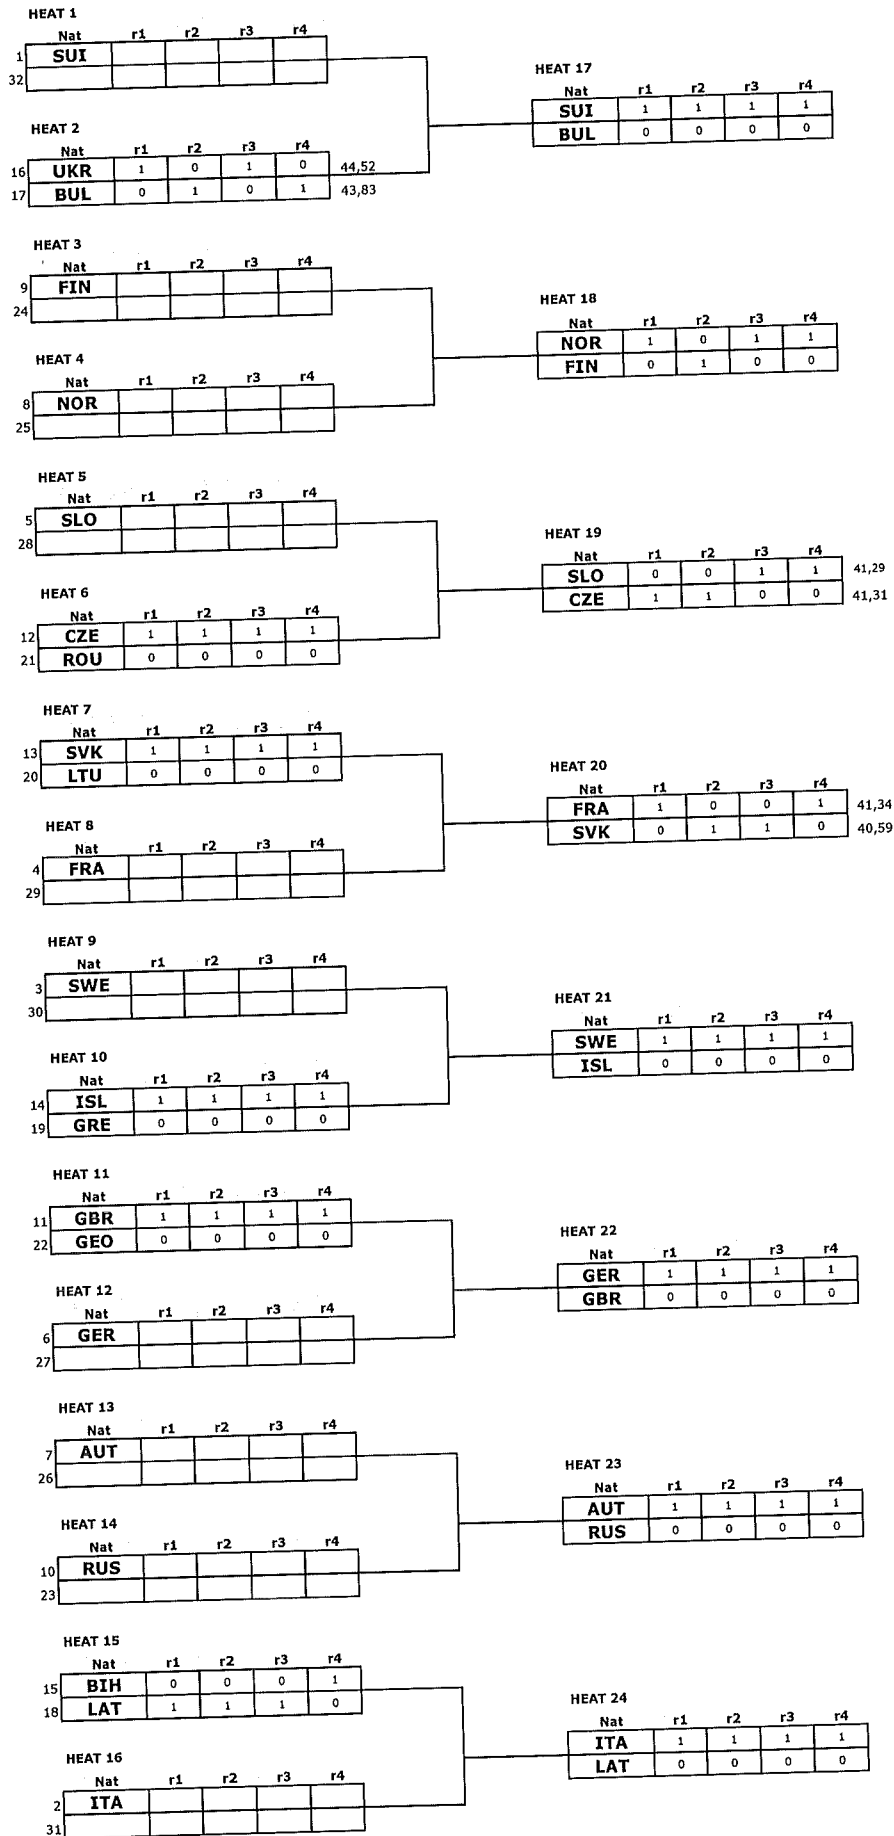 HEAT 1
Nat r1 r2 r3 r4
1 SUI
32
HEAT 2
Nat r1 r2 r3 r4
16 UKR 1 0 1 0 44,52
17 BUL 0 1 0 1 43,83
HEAT 3
Nat r1 r2 r3 r4
9 FIN
24
HEAT 4
Nat r1 r2 r3 r4
8 NOR
25
HEAT 5
Nat r1 r2 r3 r4
5 SLO
28
HEAT 6
Nat r1 r2 r3 r4
12 CZE 1 1 1 1
21 ROU 0 0 0 0
HEAT 7
Nat r1 r2 r3 r4
13 SVK 1 1 1 1
20 LTU 0 0 0 0
HEAT 8
Nat r1 r2 r3 r4
4 FRA
29
HEAT 9
Nat r1 r2 r3 r4
3 SWE
30
HEAT 10
Nat r1 r2 r3 r4
14 ISL 1 1 1 1
19 GRE 0 0 0 0
HEAT 11
Nat r1 r2 r3 r4
11 GBR 1 1 1 1
22 GEO 0 0 0 0
HEAT 12
Nat r1 r2 r3 r4
6 GER
27
HEAT 13
Nat r1 r2 r3 r4
7 AUT
26
HEAT 14
Nat r1 r2 r3 r4
10 RUS
23
HEAT 15
Nat r1 r2 r3 r4
15 BIH 0 0 0 1
18 LAT 1 1 1 0
HEAT 16
Nat r1 r2 r3 r4
2 ITA
31
HEAT 17
Nat r1 r2 r3 r4
SUI 1 1 1 1
BUL 0 0 0 0
HEAT 18
Nat r1 r2 r3 r4
NOR 1 0 1 1
FIN 0 1 0 0
HEAT 19
Nat r1 r2 r3 r4
SLO 0 0 1 1 41,29
CZE 1 1 0 0 41,31
HEAT 20
Nat r1 r2 r3 r4
FRA 1 0 0 1 41,34
SVK 0 1 1 0 40,59
HEAT 21
Nat r1 r2 r3 r4
SWE 1 1 1 1
ISL 0 0 0 0
HEAT 22
Nat r1 r2 r3 r4
GER 1 1 1 1
GBR 0 0 0 0
HEAT 23
Nat r1 r2 r3 r4
AUT 1 1 1 1
RUS 0 0 0 0
HEAT 24
Nat r1 r2 r3 r4
ITA 1 1 1 1
LAT 0 0 0 0